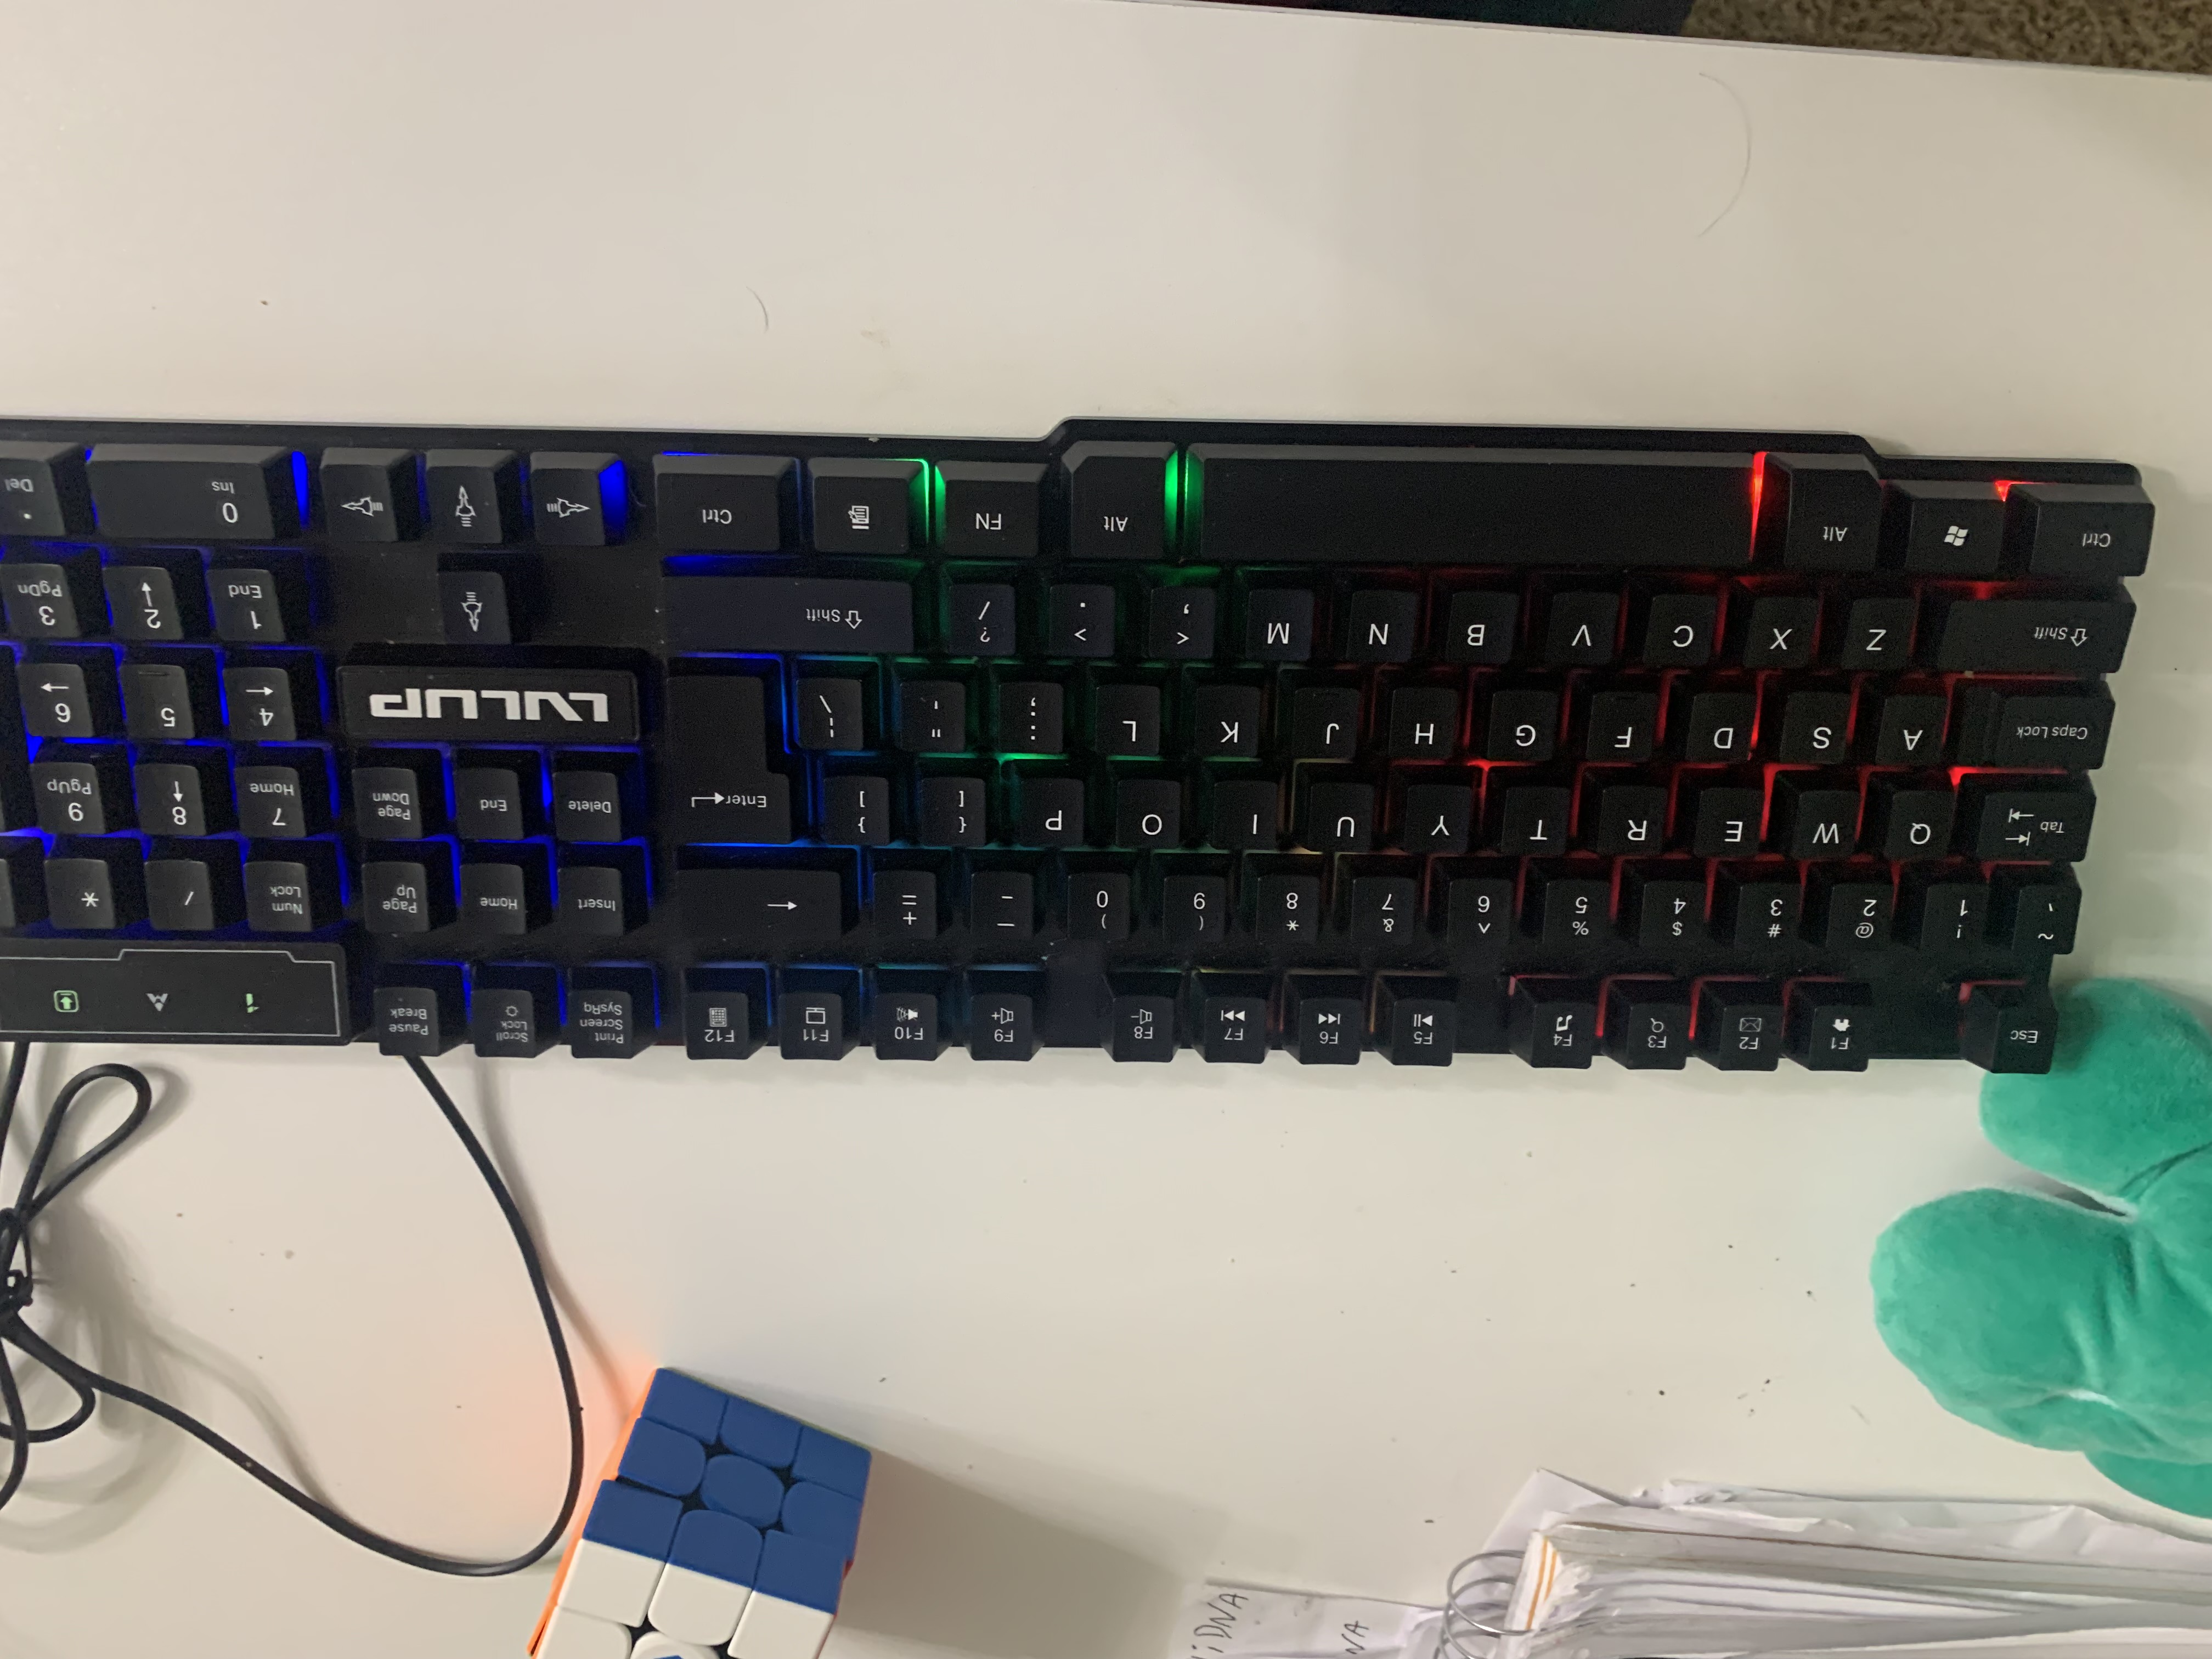 Esc F1 F2 F3 F4 F5 F6 F7 F8 F9 F10 F11 F12 Print Screen SysRq Scroll Lock Pause Break
~ ` ! 1 @ 2 # 3 $ 4 % 5 ^ 6 & 7 * 8 ( 9 ) 0 — - + = ← Insert Home Page Up Num Lock / *
Tab Q W E R T Y U I O P { [ } ] Enter Delete End Page Down 7 Home 8 ↑ 9 PgUp
Caps Lock A S D F G H J K L : ; " ' ¦ \ LVLUP 4 ← 5 6 →
⇧Shift Z X C V B N M < , > . ? / ⇧Shift 1 End 2 ↓ 3 PgDn
Ctrl Alt Alt FN Ctrl 0 Ins . Del
iDNA
NA